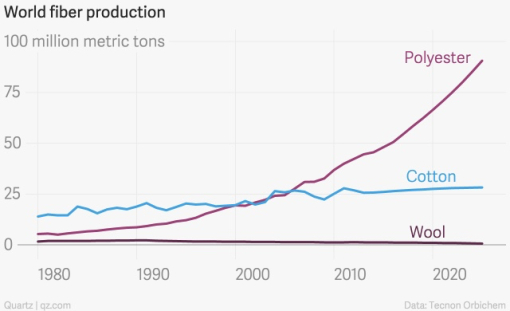 World fiber production
100 million metric tons
Polyester
75
50
Cotton
25
Wool
0
1980 1990 2000 2010 2020
Quartz | qz.com Data: Tecnon Orbichem